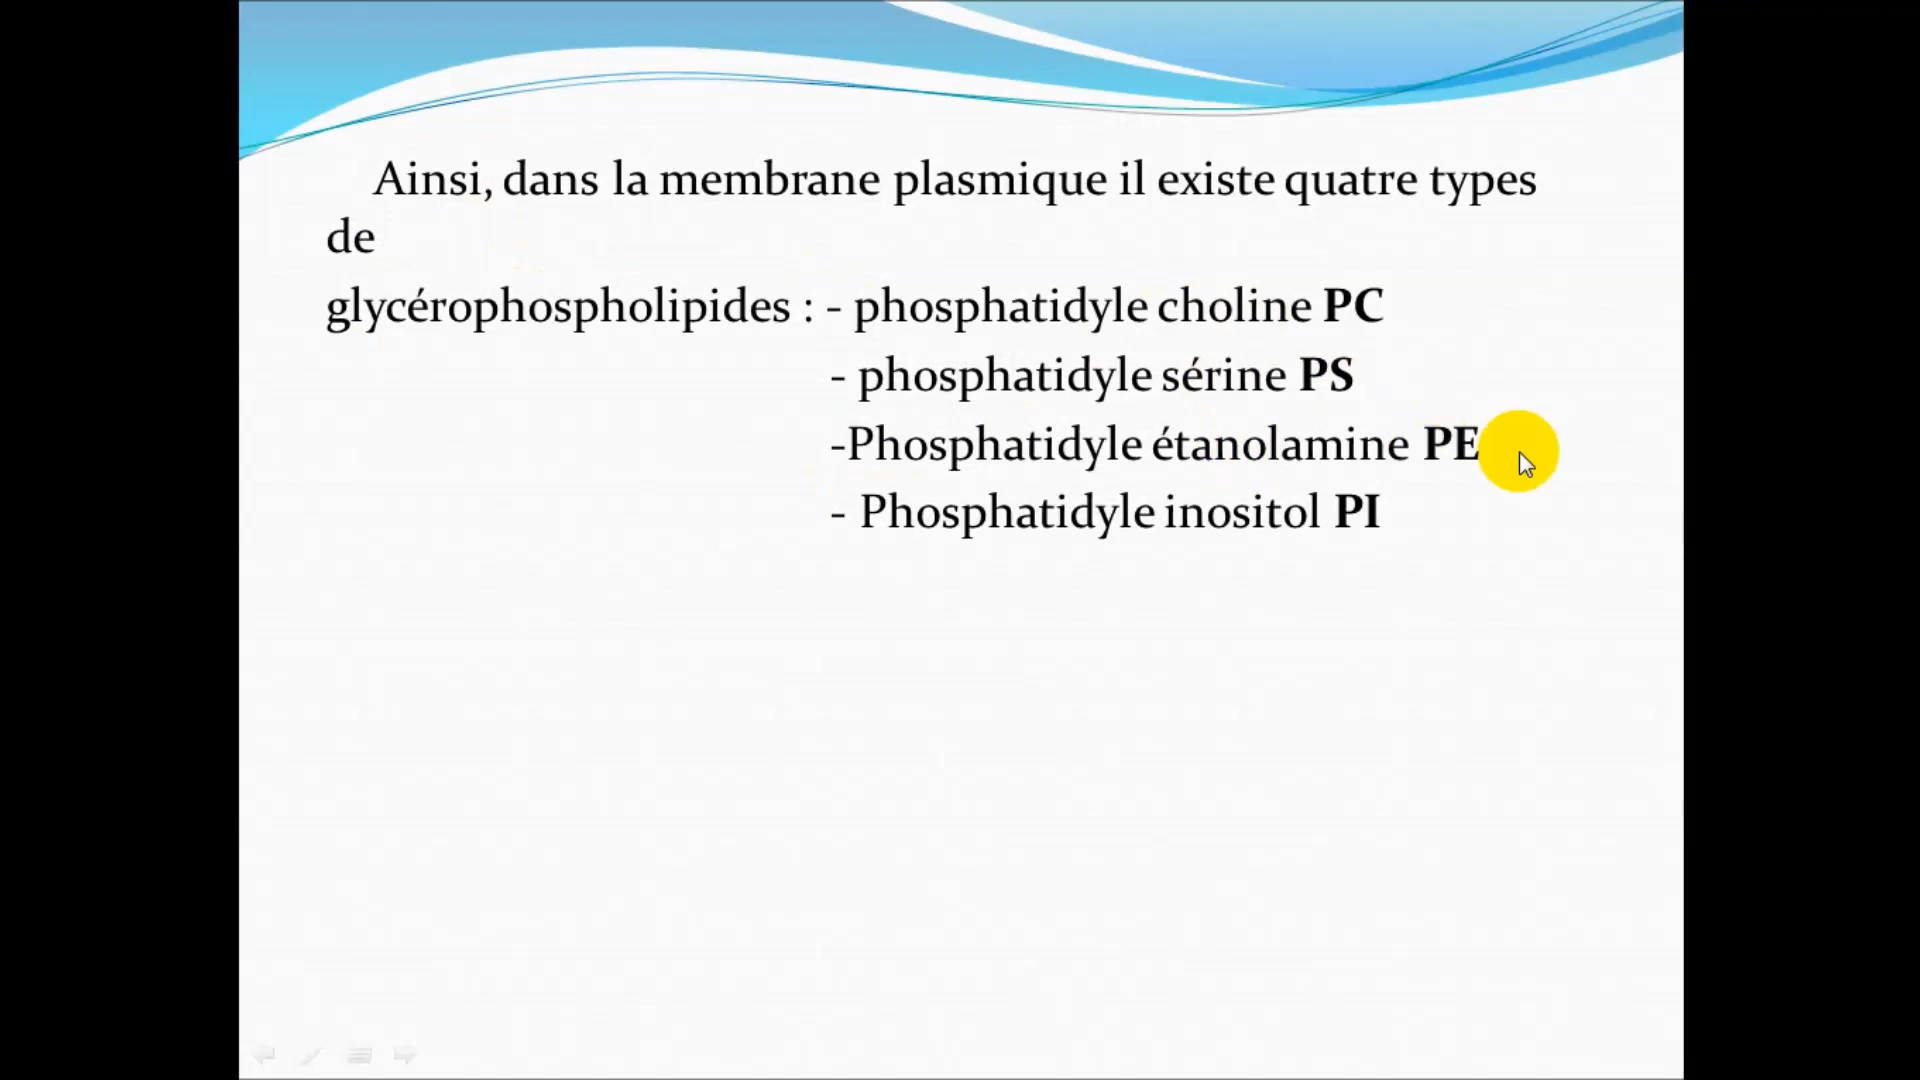 Ainsi, dans la membrane plasmique il existe quatre types
de
glycérophospholipides : - phosphatidyle choline PC
- phosphatidyle sérine PS
-Phosphatidyle étanolamine PE
- Phosphatidyle inositol PI